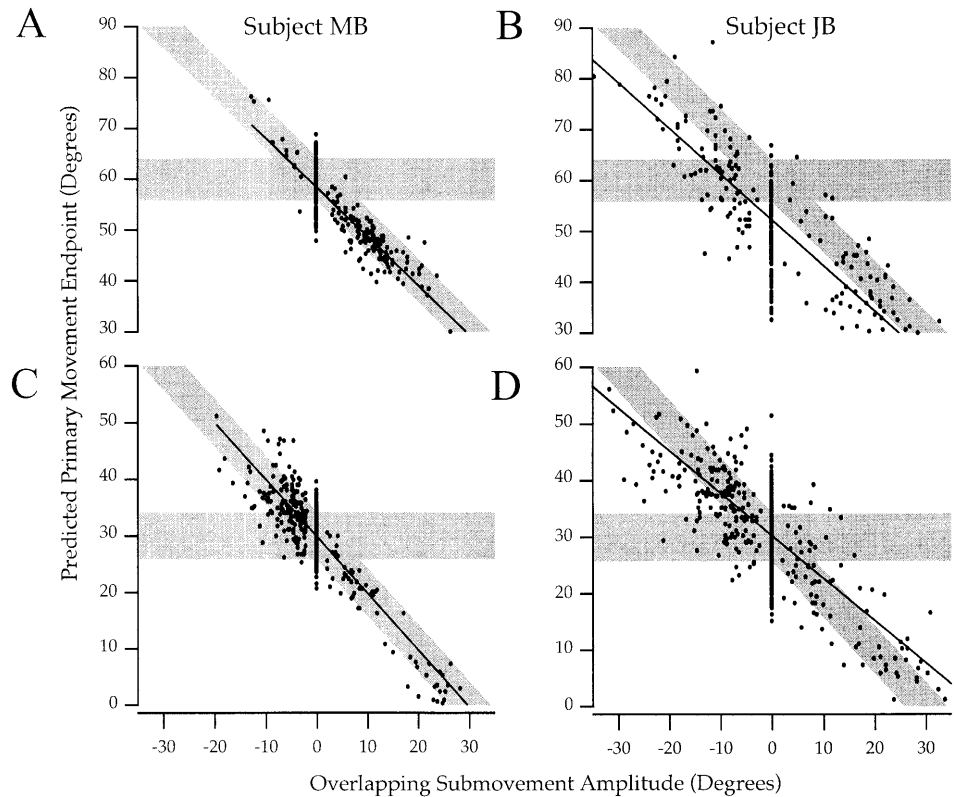 A
Subject MB
B
Subject JB
90
80
70
60
50
40
30
90
80
70
60
50
40
30
C
D
60
50
40
30
20
10
0
60
50
40
30
20
10
0
Predicted Primary Movement Endpoint (Degrees)
-30 -20 -10 0 10 20 30
-30 -20 -10 0 10 20 30
Overlapping Submovement Amplitude (Degrees)